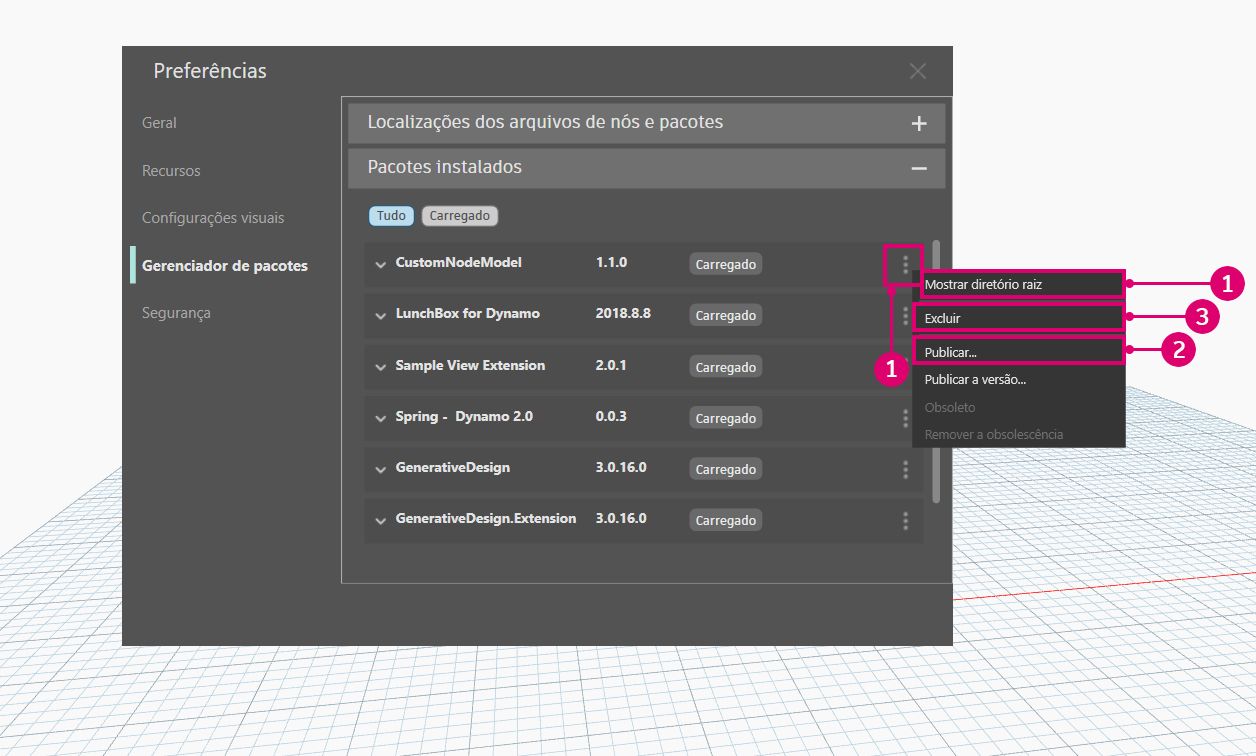 Preferências
Geral
Recursos
Configurações visuais
Gerenciador de pacotes
Segurança
Localizações dos arquivos de nós e pacotes
Pacotes instalados
Tudo Carregado
CustomNodeModel 1.1.0 Carregado
LunchBox for Dynamo 2018.8.8 Carregado
Sample View Extension 2.0.1 Carregado
Spring - Dynamo 2.0 0.0.3 Carregado
GenerativeDesign 3.0.16.0 Carregado
GenerativeDesign.Extension 3.0.16.0 Carregado
1
Mostrar diretório raiz 1
Excluir 3
Publicar... 2
Publicar a versão...
Obsoleto
Remover a obsolescência